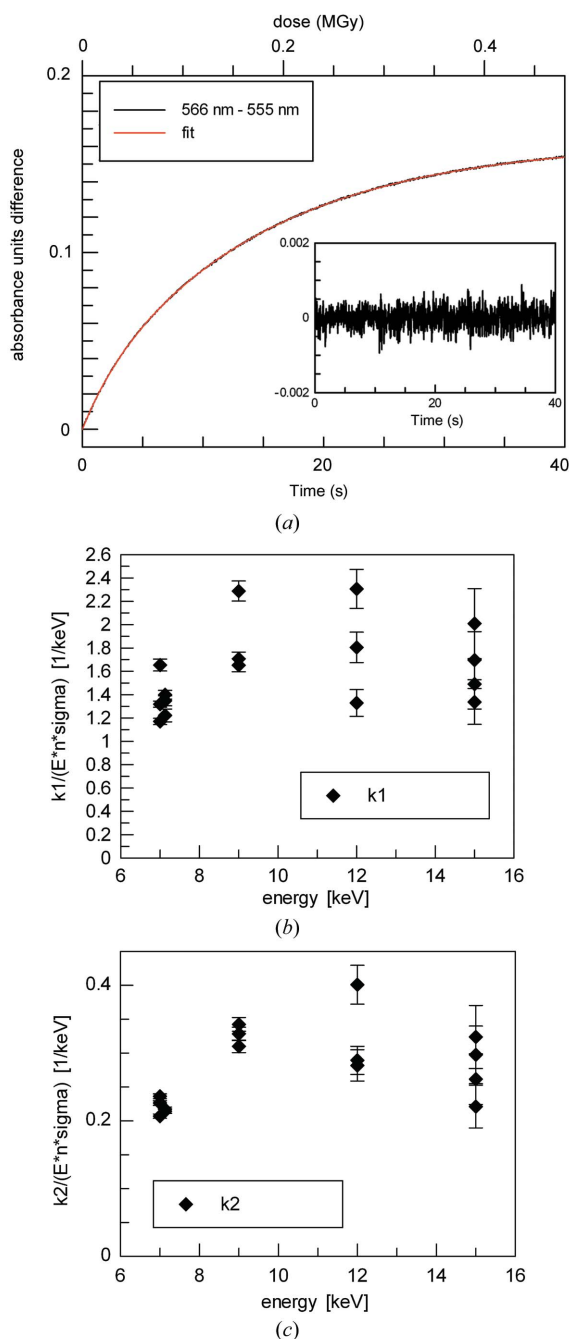 dose (MGy)
0 0.2 0.4
0.2
566 nm - 555 nm
fit
absorbance units difference
0.1
0.002
0
-0.002
0 20 40
Time (s)
0
0 20 40
Time (s)
(a)
2.6
2.4
2.2
2
1.8
1.6
1.4
1.2
1
0.8
0.6
0.4
0.2
0
k1/(E*n*sigma) [1/keV]
k1
6 8 10 12 14 16
energy [keV]
(b)
0.4
0.2
0
k2/(E*n*sigma) [1/keV]
k2
6 8 10 12 14 16
energy [keV]
(c)